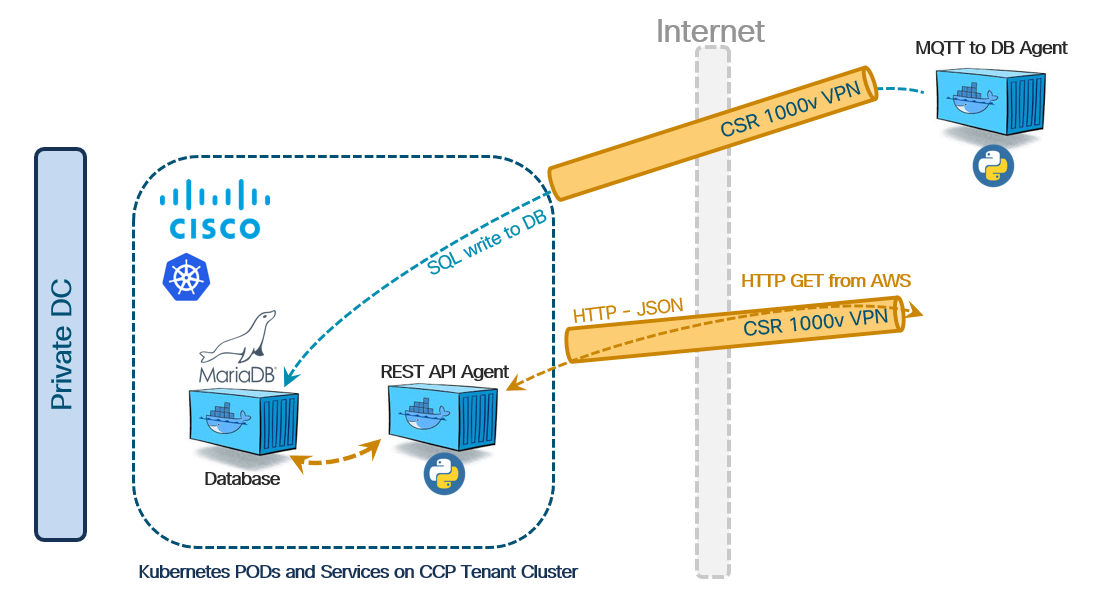 Internet
MQTT to DB Agent
CSR 1000v VPN
Private DC
CISCO
SQL write to DB
HTTP GET from AWS
HTTP - JSON
CSR 1000v VPN
MariaDB
REST API Agent
Database
Kubernetes PODs and Services on CCP Tenant Cluster